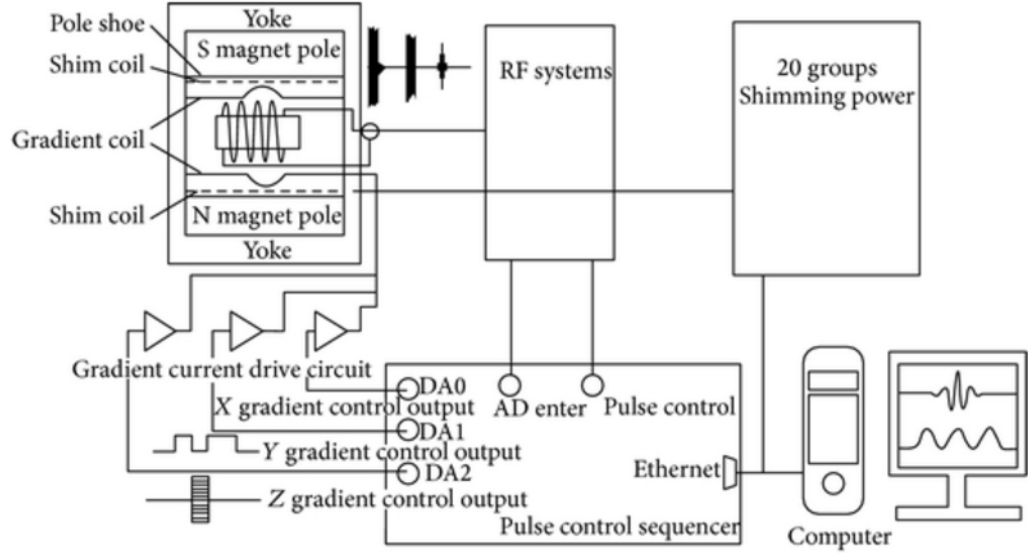 Yoke
Pole shoe
S magnet pole
Shim coil
Gradient coil
Shim coil
N magnet pole
Yoke
RF systems
20 groups
Shimming power
Gradient current drive circuit
DA0
X gradient control output
AD enter
Pulse control
DA1
Y gradient control output
DA2
Ethernet
Z gradient control output
Pulse control sequencer
Computer